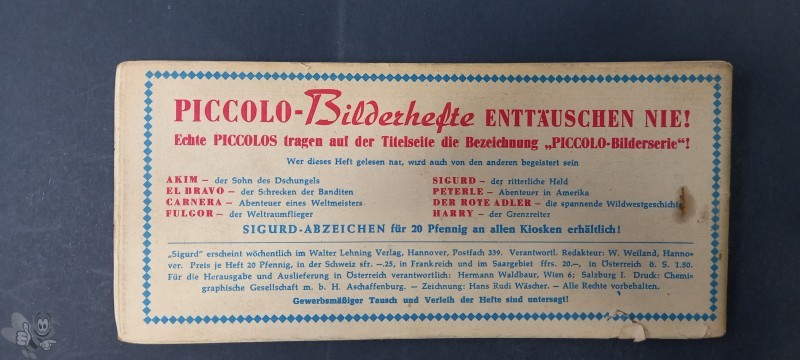 PICCOLO-Bilderhefte ENTTÄUSCHEN NIE!
Echte PICCOLOS tragen auf der Titelseite die Bezeichnung „PICCOLO-Bilderserie“!
Wer dieses Heft gelesen hat, wird auch von den anderen begeistert sein
AKIM — der Sohn des Dschungels
EL BRAVO — der Schrecken der Banditen
CARNERA — Abenteuer eines Weltmeisters
FULGOR — der Weltraumflieger
SIGURD — der ritterliche Held
PETERLE — Abenteuer in Amerika
DER ROTE ADLER — die spannende Wildwestgeschichte
HARRY — der Grenzreiter
SIGURD-ABZEICHEN für 20 Pfennig an allen Kiosken erhältlich!
„Sigurd“ erscheint wöchentlich im Walter Lehning Verlag, Hannover, Postfach 339. Verantwortl. Redakteur: W. Weiland, Hanno-
ver. Preis je Heft 20 Pfennig, in der Schweiz sfr. —.25, in Frankreich und im Saargebiet ffrs. 20.—, in Österreich ö. S. 1.50.
Für die Herausgabe und Auslieferung in Österreich verantwortlich: Hermann Waldbaur, Wien 6; Salzburg I. Druck: Chemi-
graphische Gesellschaft m. b. H. Aschaffenburg. — Zeichnung: Hans Rudi Wäscher. — Alle Rechte vorbehalten.
Gewerbsmäßiger Tausch und Verleih der Hefte sind untersagt!